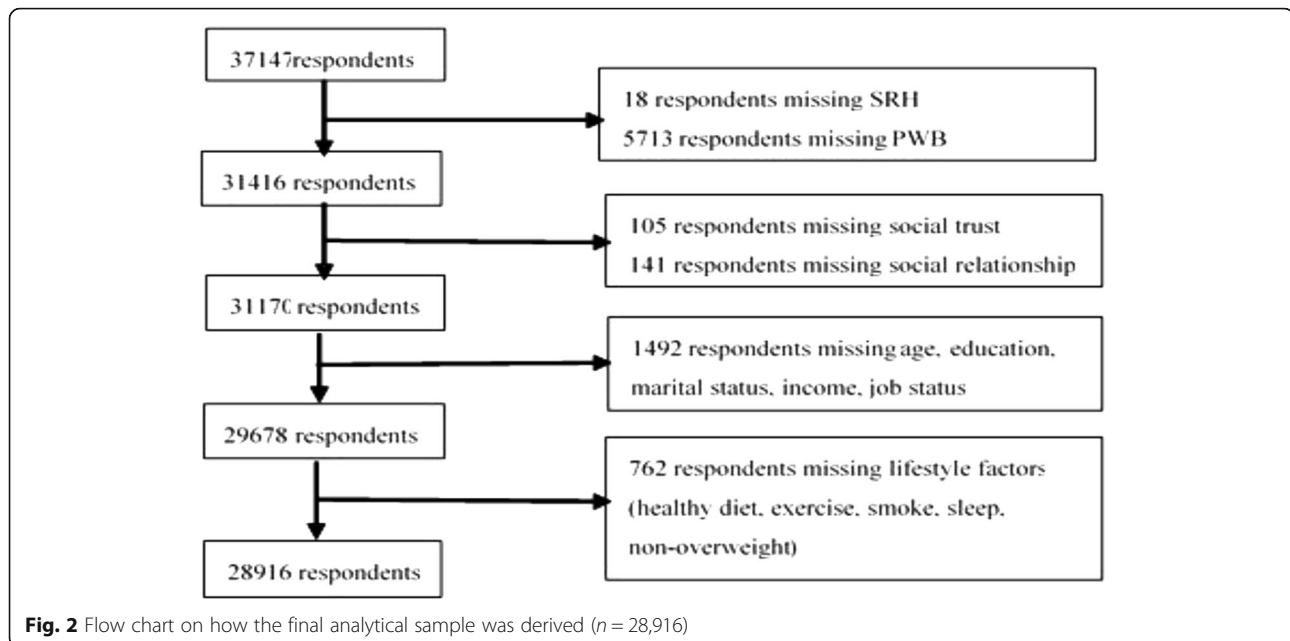 37147respondents
18 respondents missing SRH
5713 respondents missing PWB
31416 respondents
105 respondents missing social trust
141 respondents missing social relationship
31170 respondents
1492 respondents missing age, education,
marital status, income, job status
29678 respondents
762 respondents missing lifestyle factors
(healthy diet, exercise, smoke, sleep,
non-overweight)
28916 respondents
Fig. 2 Flow chart on how the final analytical sample was derived (n = 28,916)